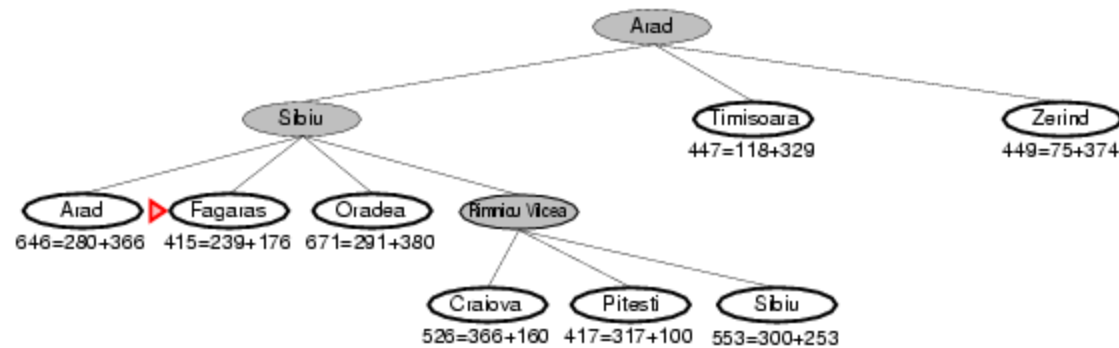 Arad
Sibiu
Timisoara
Zerind
447=118+329
449=75+374
Arad
Fagaras
Oradea
Rimnicu Vilcea
646=280+366
415=239+176
671=291+380
Craiova
Pitesti
Sibiu
526=366+160
417=317+100
553=300+253